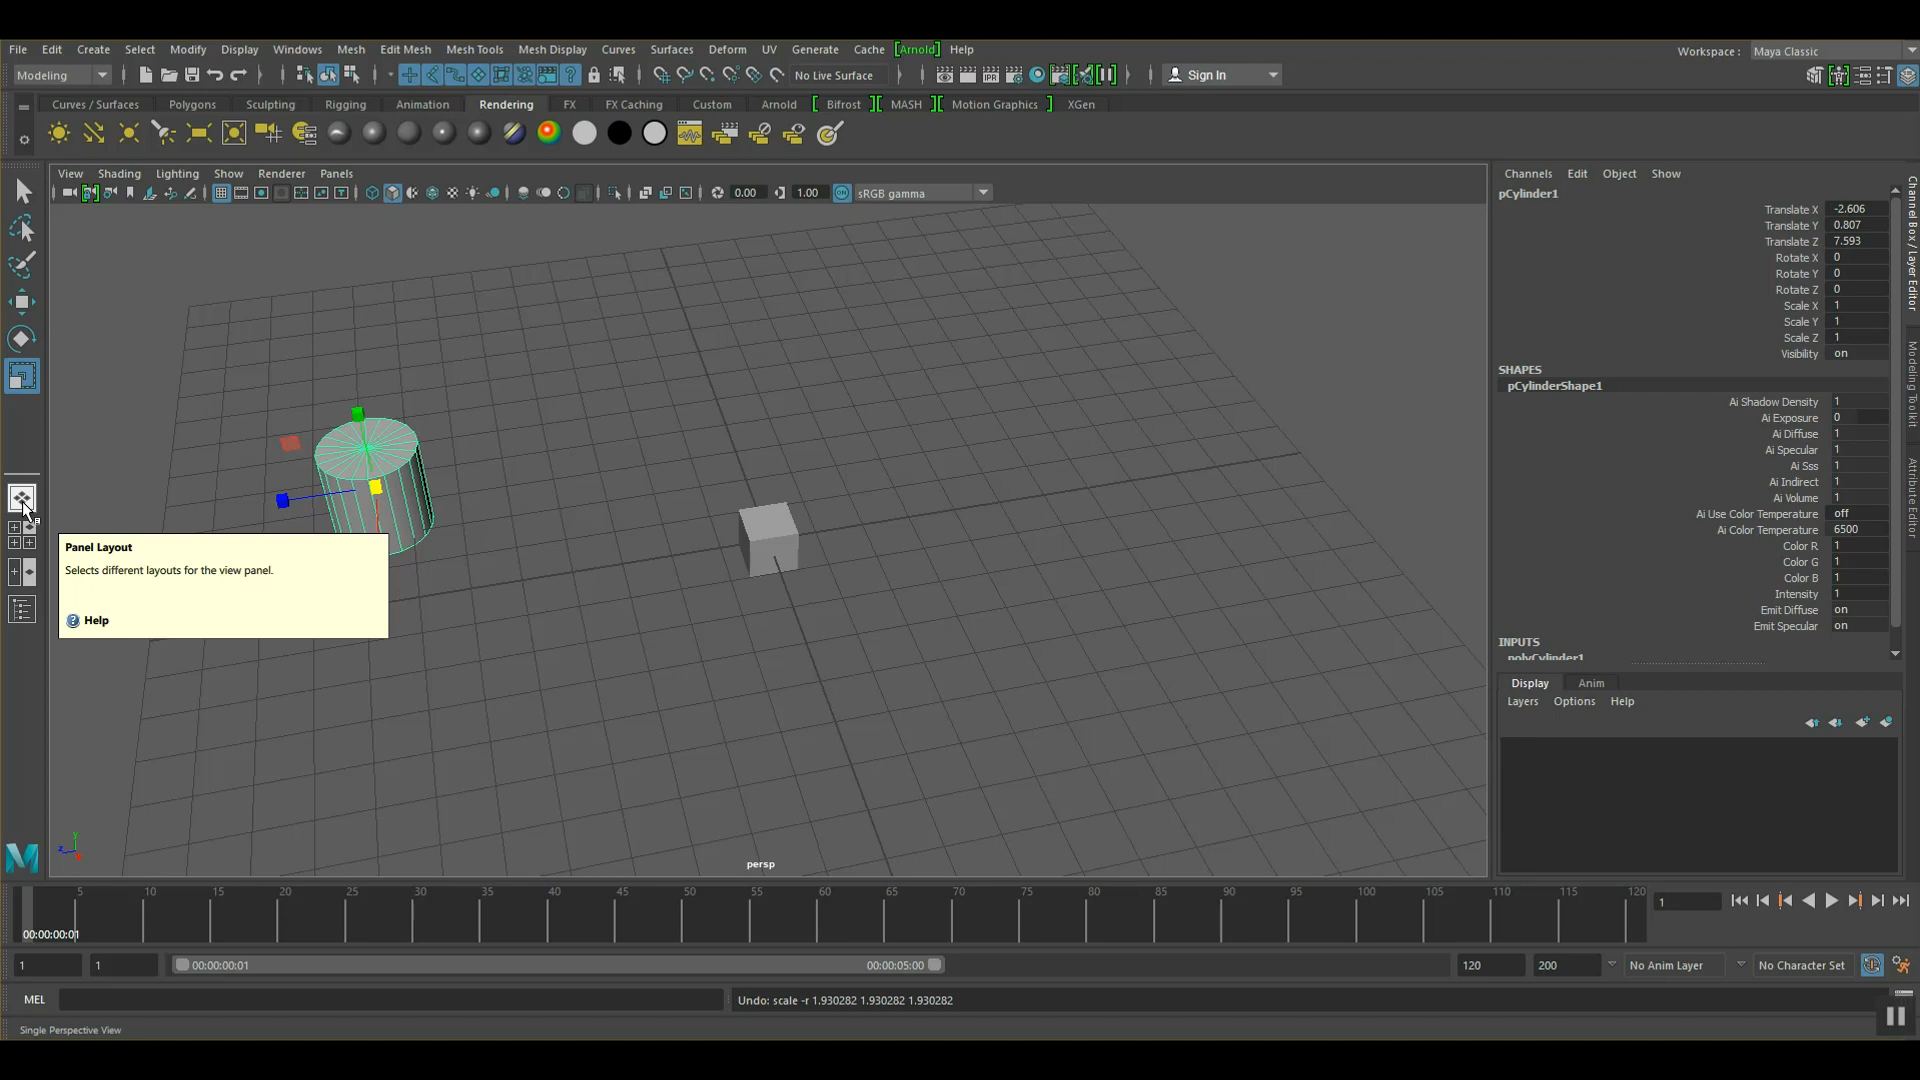 File Edit Create Select Modify Display Windows Mesh Edit Mesh Mesh Tools Mesh Display Curves Surfaces Deform UV Generate Cache [Arnold] Help Workspace : Maya Classic
Modeling No Live Surface Sign In
Curves / Surfaces Polygons Sculpting Rigging Animation Rendering FX FX Caching Custom Arnold [ Bifrost ][ MASH ][ Motion Graphics ] XGen
IPR
View Shading Lighting Show Renderer Panels
0.00 1.00 ON sRGB gamma
Channels Edit Object Show
pCylinder1
Translate X -2.606
Translate Y 0.807
Translate Z 7.593
Rotate X 0
Rotate Y 0
Rotate Z 0
Scale X 1
Scale Y 1
Scale Z 1
Visibility on
SHAPES
pCylinderShape1
Ai Shadow Density 1
Ai Exposure 0
Ai Diffuse 1
Ai Specular 1
Ai Sss 1
Ai Indirect 1
Ai Volume 1
Ai Use Color Temperature off
Ai Color Temperature 6500
Color R 1
Color G 1
Color B 1
Intensity 1
Emit Diffuse on
Emit Specular on
INPUTS
polyCylinder1
Channel Box / Layer Editor
Modeling Toolkit
Attribute Editor
Panel Layout
Selects different layouts for the view panel.
Help
Display Anim
Layers Options Help
y
z x
persp
5 10 15 20 25 30 35 40 45 50 55 60 65 70 75 80 85 90 95 100 105 110 115 120
00:00:00:01
1
1 1 00:00:00:01 00:00:05:00 120 200 No Anim Layer No Character Set
MEL Undo: scale -r 1.930282 1.930282 1.930282
Single Perspective View